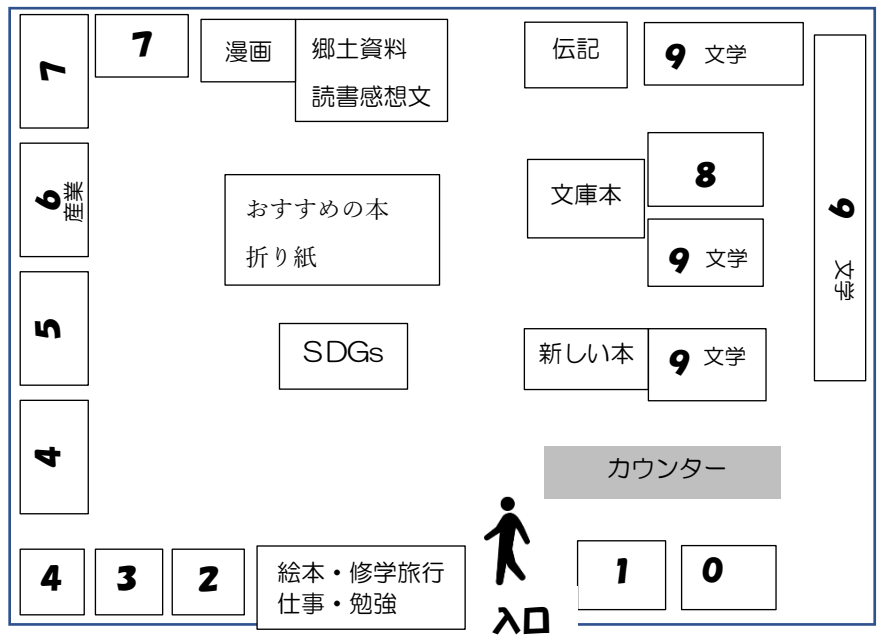 7
7
漫画
郷土資料
読書感想文
伝記
9 文学
6
産業
おすすめの本
折り紙
文庫本
8
9 文学
9
文学
5
SDGs
新しい本
9 文学
4
カウンター
4
3
2
絵本・修学旅行
仕事・勉強
入口
1
0